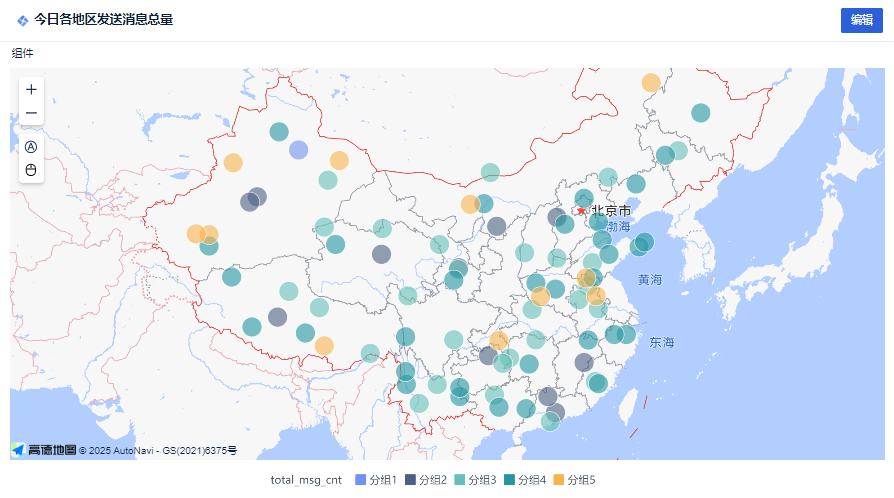 今日各地区发送消息总量
编辑
组件
北京市
渤海
黄海
东海
高德地图 © 2025 AutoNavi - GS(2021)6375号
total_msg_cnt 分组1 分组2 分组3 分组4 分组5